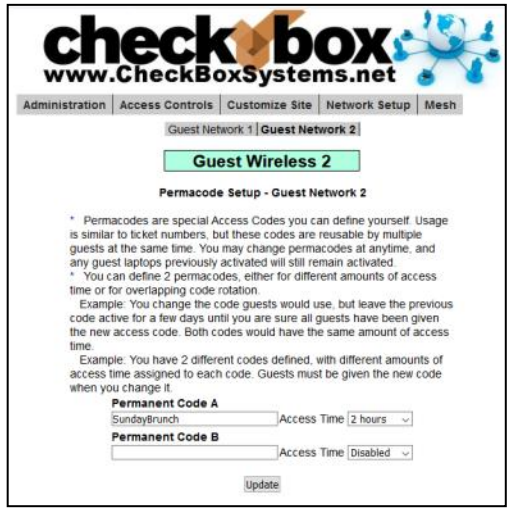 check box
www.CheckBoxSystems.net
Administration Access Controls Customize Site Network Setup Mesh
Guest Network 1 Guest Network 2
Guest Wireless 2
Permacode Setup - Guest Network 2
* Permacodes are special Access Codes you can define yourself. Usage
is similar to ticket numbers, but these codes are reusable by multiple
guests at the same time. You may change permacodes at anytime, and
any guest laptops previously activated will still remain activated.
* You can define 2 permacodes, either for different amounts of access
time or for overlapping code rotation.
Example: You change the code guests would use, but leave the previous
code active for a few days until you are sure all guests have been given
the new access code. Both codes would have the same amount of access
time.
Example: You have 2 different codes defined, with different amounts of
access time assigned to each code. Guests must be given the new code
when you change it.
Permanent Code A
SundayBrunch Access Time 2 hours
Permanent Code B
Access Time Disabled
Update